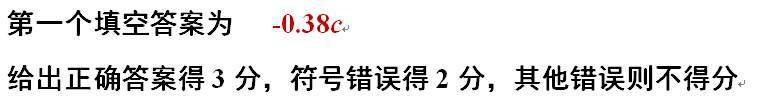 第一个填空答案为 -0.38c
给出正确答案得 3 分，符号错误得 2 分，其他错误则不得分